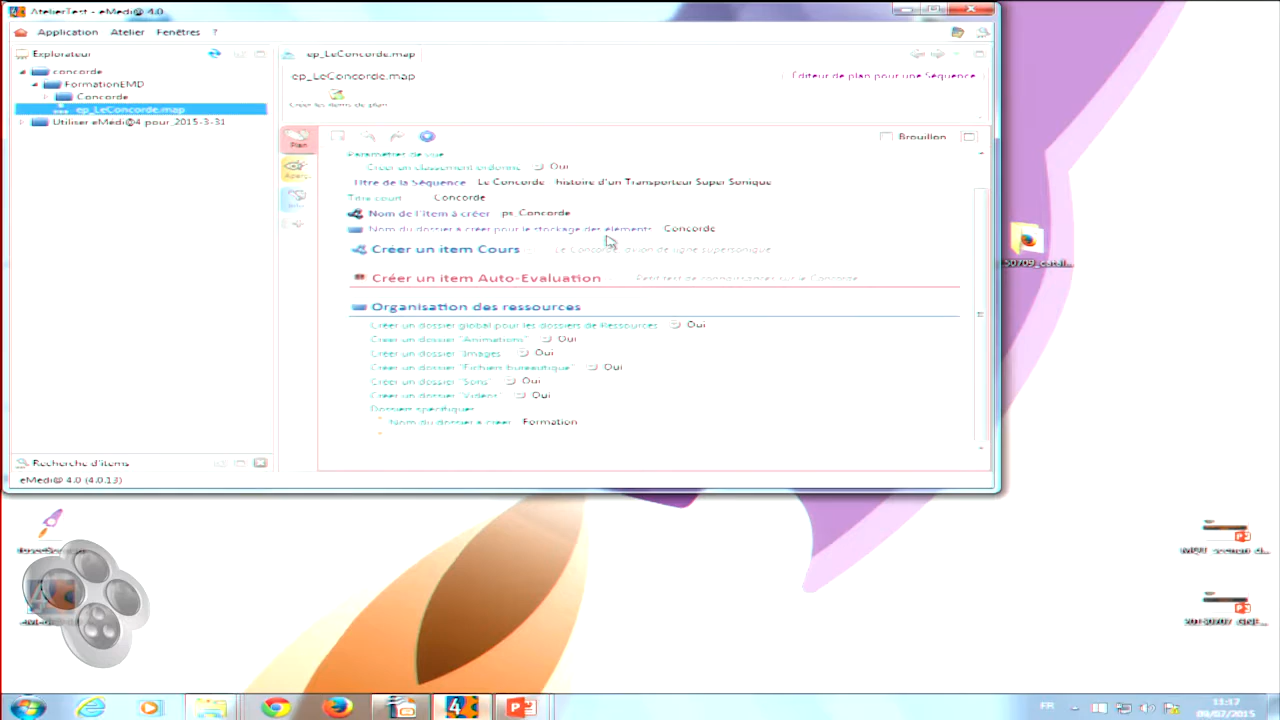 AtelierTest - eMedi@ 4.0
Application Atelier Fenêtres ?
Explorateur
concorde
FormationEMD
Concorde
ep_LeConcorde.map
Utiliser eMedi@4 pour_2015-3-31
ep_LeConcorde.map
ep_LeConcorde.map
Editeur de plan pour une Séquence
Créer les items de plan
Plan
Brouillon
Paramétrer de vue
Créer un classement ordonné Oui
Titre de la Séquence Le Concorde histoire d'un Transporteur Super Sonique
Titre court Concorde
Nom de l'item à créer ps_Concorde
Nom du dossier à créer pour le stockage des éléments Concorde
Créer un item Cours Le Concorde, avion de ligne supersonique
Créer un item Auto-Evaluation Petit test de connaissances sur le Concorde
Organisation des ressources
Créer un dossier global pour les dossiers de Ressources Oui
Créer un dossier "Animations" Oui
Créer un dossier "Images Oui
Créer un dossier "Fichier bureautique" Oui
Créer un dossier "Sons" Oui
Créer un dossier "Vidéos" Oui
Dossiers spécifiques
Nom du dossier à créer Formation
Recherche d'items
eMedi@ 4.0 (4.0.13)
FR
11:17